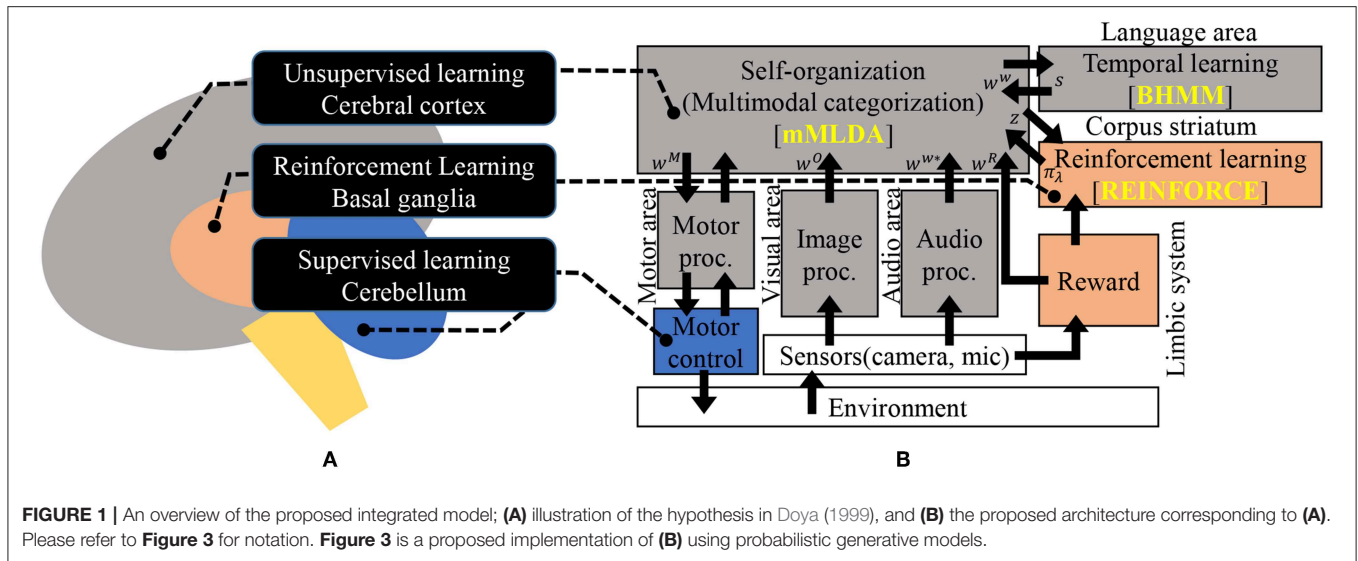 Unsupervised learning
Cerebral cortex
Reinforcement Learning
Basal ganglia
Supervised learning
Cerebellum
A
Self-organization
(Multimodal categorization)
[mMLDA]
Language area
Temporal learning
[BHMM]
w^w
s
z
Corpus striatum
Reinforcement learning
[REINFORCE]
π_λ
w^M
w^O
w^{w*}
w^R
Motor area
Motor
proc.
Visual area
Image
proc.
Audio area
Audio
proc.
Reward
Limbic system
Motor
control
Sensors(camera, mic)
Environment
B
FIGURE 1 | An overview of the proposed integrated model; (A) illustration of the hypothesis in Doya (1999), and (B) the proposed architecture corresponding to (A).
Please refer to Figure 3 for notation. Figure 3 is a proposed implementation of (B) using probabilistic generative models.